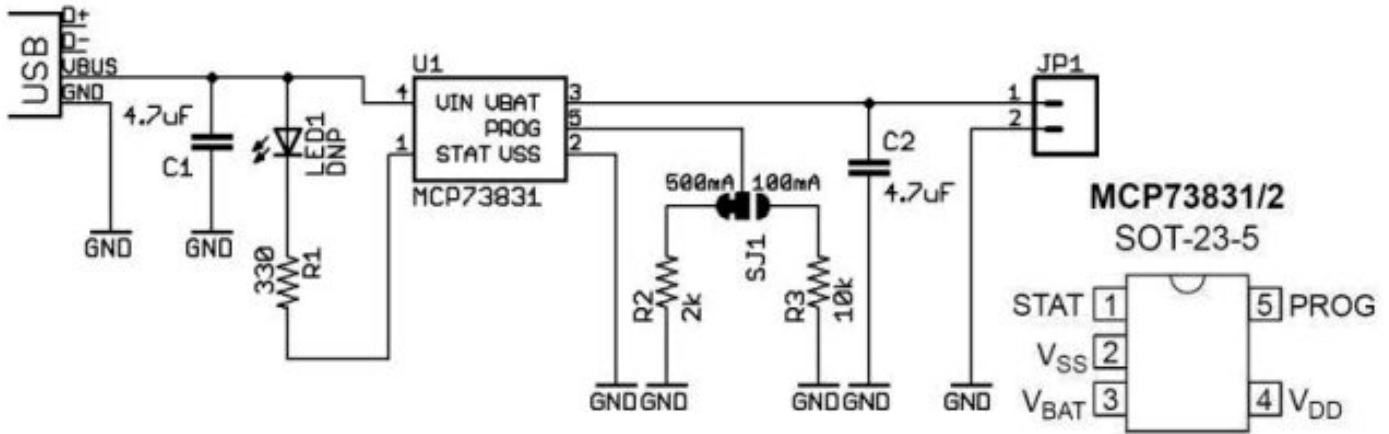 USB
D+
D-
VBUS
GND
GND
4.7uF
C1
GND
LED1
DNP
330
R1
U1
4
1
VIN VBAT
PROG
STAT VSS
3
5
2
MCP73831
500mA 100mA
SJ1
R2
2k
R3
10k
C2
4.7uF
GND GND
GND GND
GND
JP1
1
2
MCP73831/2
SOT-23-5
STAT 1
5 PROG
VSS 2
VBAT 3
4 VDD